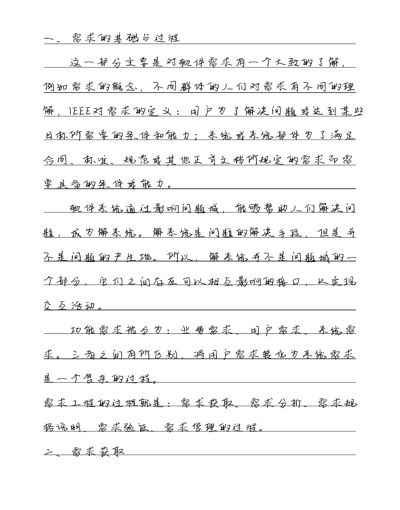 一、需求的基础与过程
这一部分主要是对软件需求有一个大致的了解，
例如需求的概念，不同群体的人们对需求有不同的理
解，IEEE对需求的定义：用户为了解决问题或达到某些
目标所需要的条件和能力；系统或系统部件为了满足
合同、标准、规范或其他正式文档所规定的需求而需
要具备的条件或能力。
软件系统通过影响问题域，能够帮助人们解决问
题，成为解系统。解系统是问题的解决手段，但是并
不是问题的产生地。所以，解系统并不是问题域的一
个部分，它们之间存在可以相互影响的接口，以实现
交互活动。
功能需求被分为：业务需求、用户需求、系统需
求。三者之间有所区别，将用户需求转化为系统需求
是一个复杂的过程。
需求工程的过程就是：需求获取、需求分析、需求规
格说明、需求验证、需求管理的过程。
二、需求获取